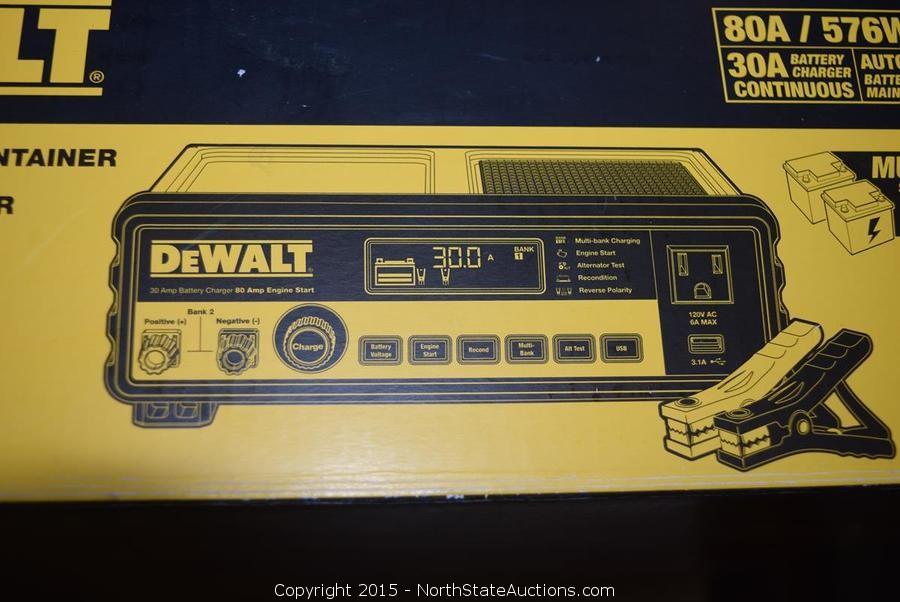 LT®
80A / 576W
30A BATTERY CHARGER CONTINUOUS
AUTO
BATTE
MAIN
NTAINER
R
MU
DEWALT
30 Amp Battery Charger 80 Amp Engine Start
30.0 A
BANK
1
Multi-bank Charging
Engine Start
Alternator Test
Recondition
Reverse Polarity
120V AC
6A MAX
3.1A
Bank 2
Positive (+)
Negative (-)
Charge
Battery Voltage
Engine Start
Recond
Multi-Bank
Alt Test
USB
Copyright 2015 - NorthStateAuctions.com